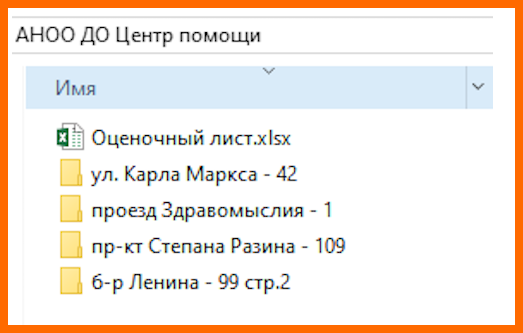 АНОО ДО Центр помощи
Имя
Оценочный лист.xlsx
ул. Карла Маркса - 42
проезд Здравомыслия - 1
пр-кт Степана Разина - 109
б-р Ленина - 99 стр.2